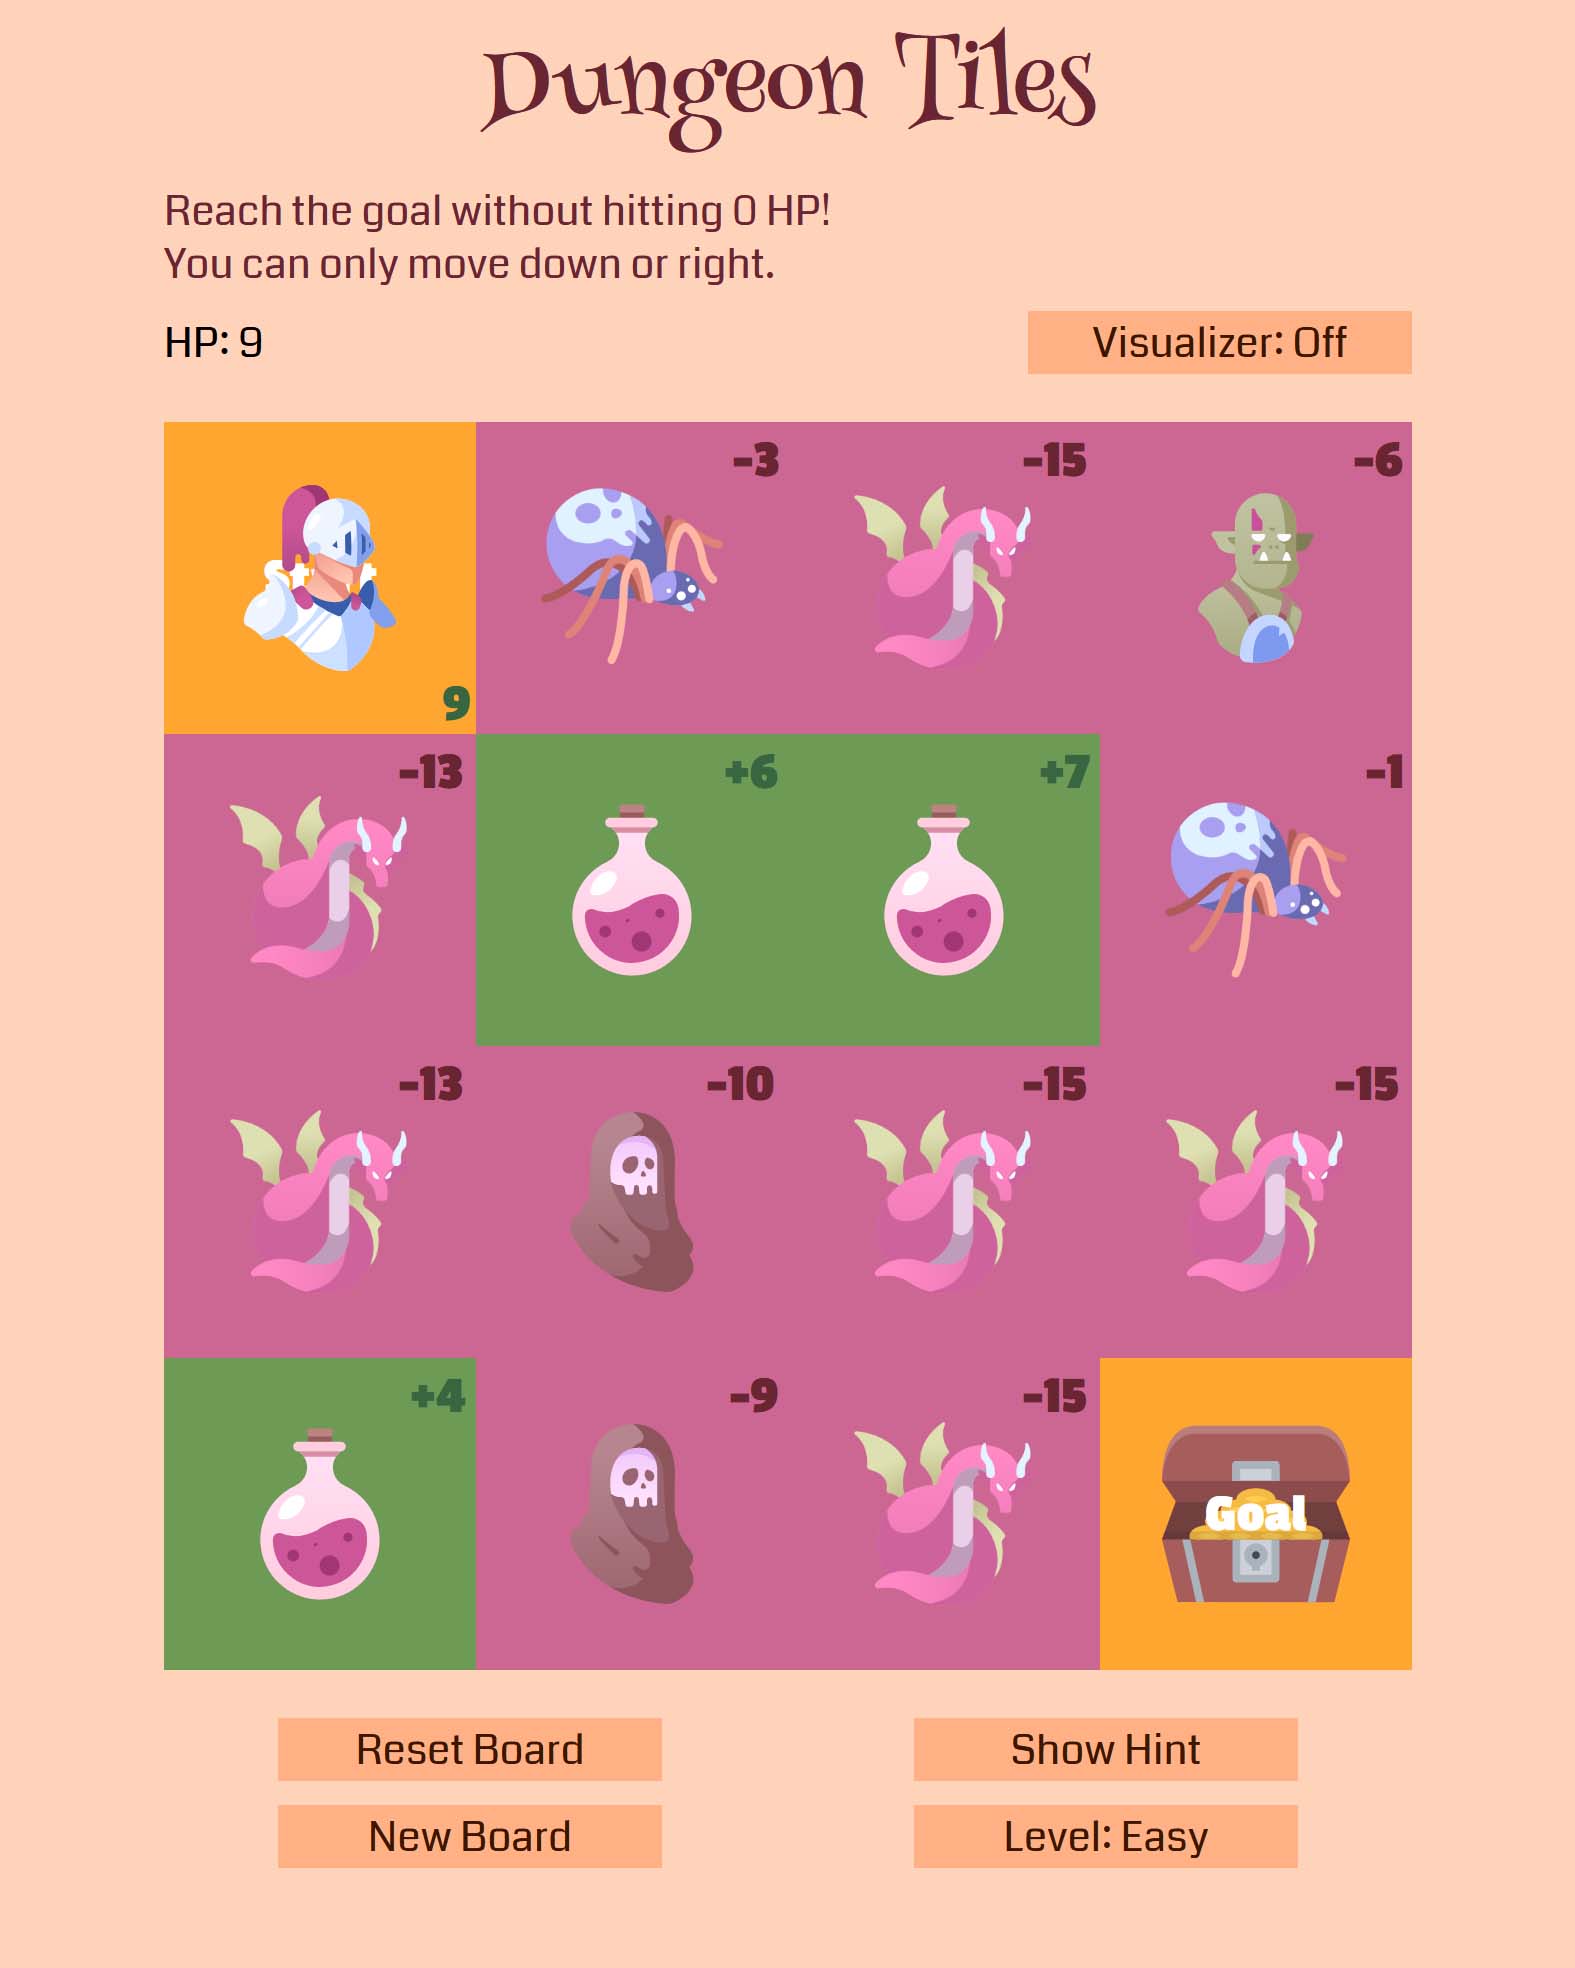 Dungeon Tiles
Reach the goal without hitting 0 HP!
You can only move down or right.
HP: 9
Visualizer: Off
-3
-15
-6
9
-13
+6
+7
-1
-13
-10
-15
-15
+4
-9
-15
Goal
Reset Board
Show Hint
New Board
Level: Easy